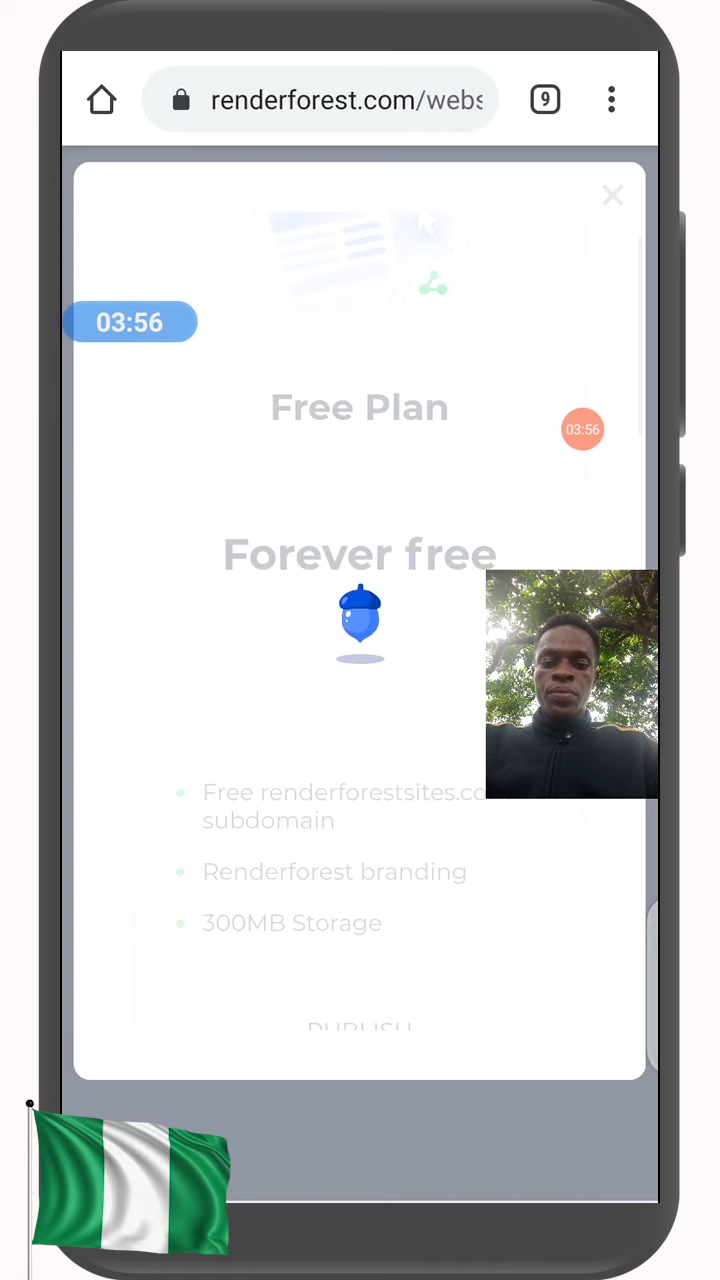 renderforest.com/webs
9
03:56
Free Plan
03:56
Forever free
Free renderforestsites.co
subdomain
Renderforest branding
300MB Storage
PUBLISH